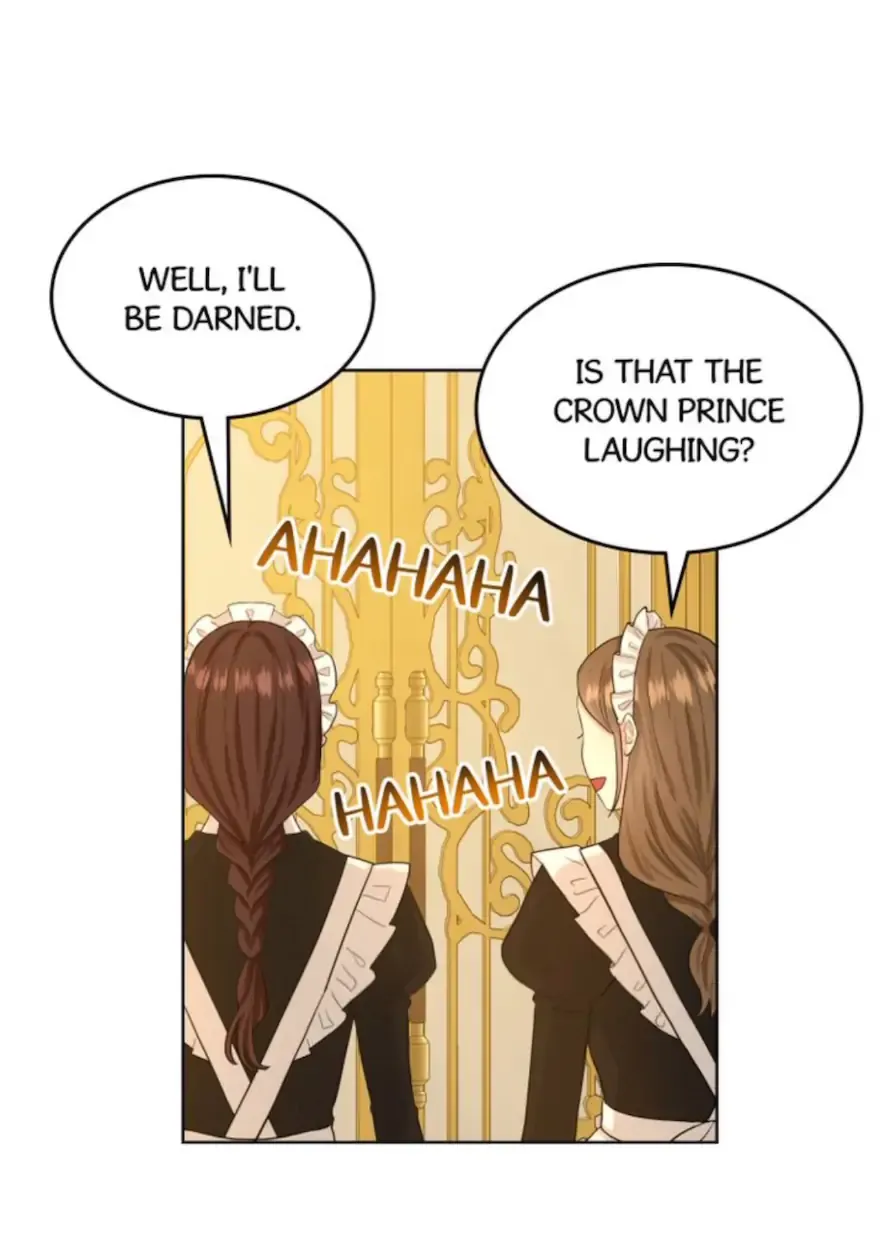 WELL, I'LL
BE DARNED.
IS THAT THE
CROWN PRINCE
LAUGHING?
AHAHAHA
HAHAHA